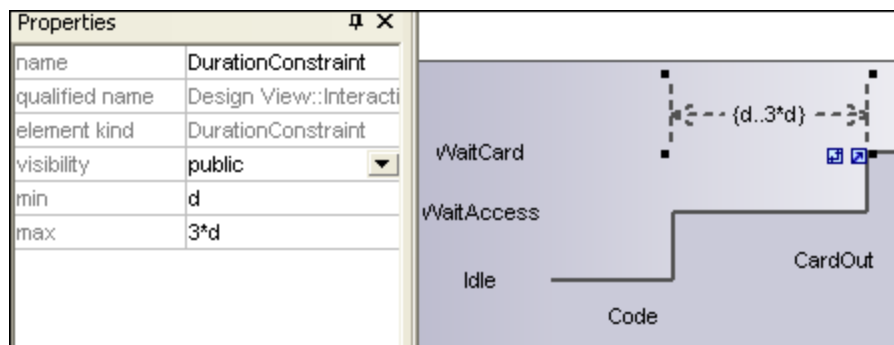 Properties
name DurationConstraint
qualified name Design View::Interacti
element kind DurationConstraint
visibility public
min d
max 3*d
{d..3*d}
WaitCard
WaitAccess
CardOut
Idle
Code